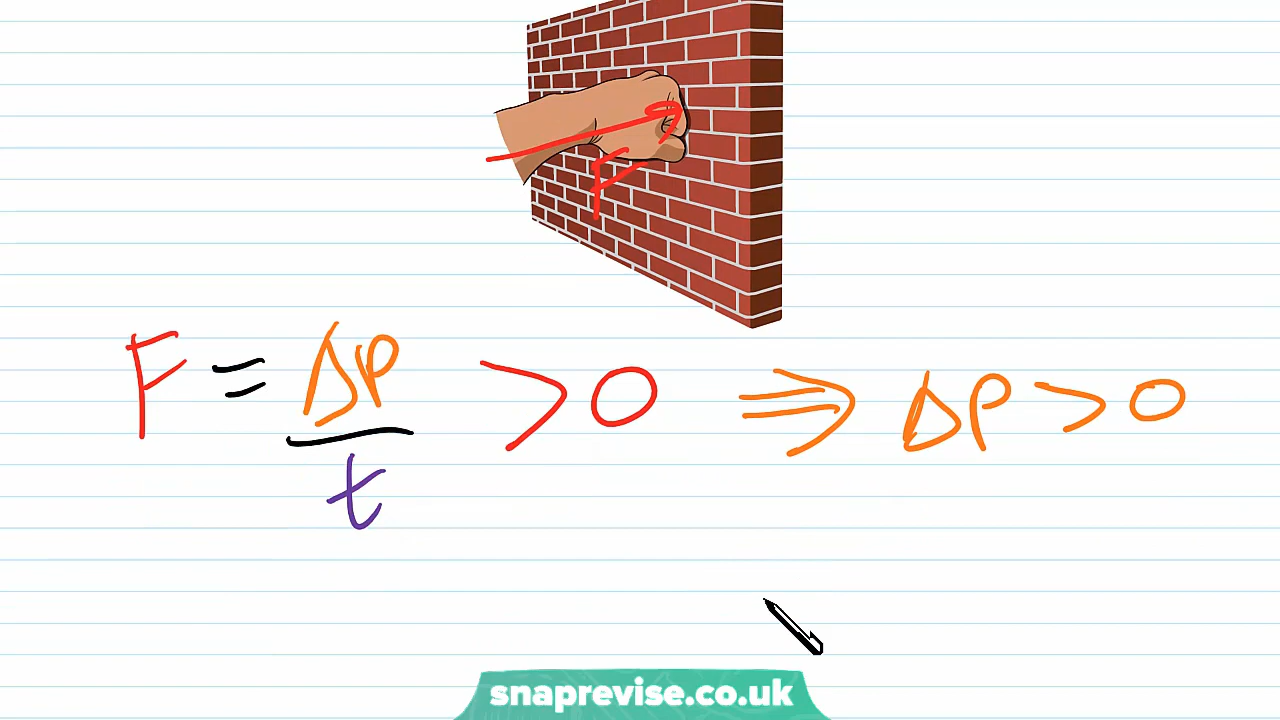 F
F = Δp / t > 0 ⇒ Δp > 0
snaprevise.co.uk